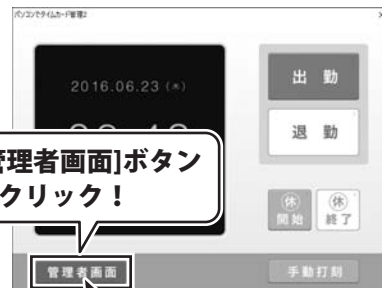 パソコンでタイムカード管理2
2016.06.23 (木)
出 勤
退 勤
管理者画面]ボタン
クリック！
休
開始
休
終了
管理者画面
手動打刻